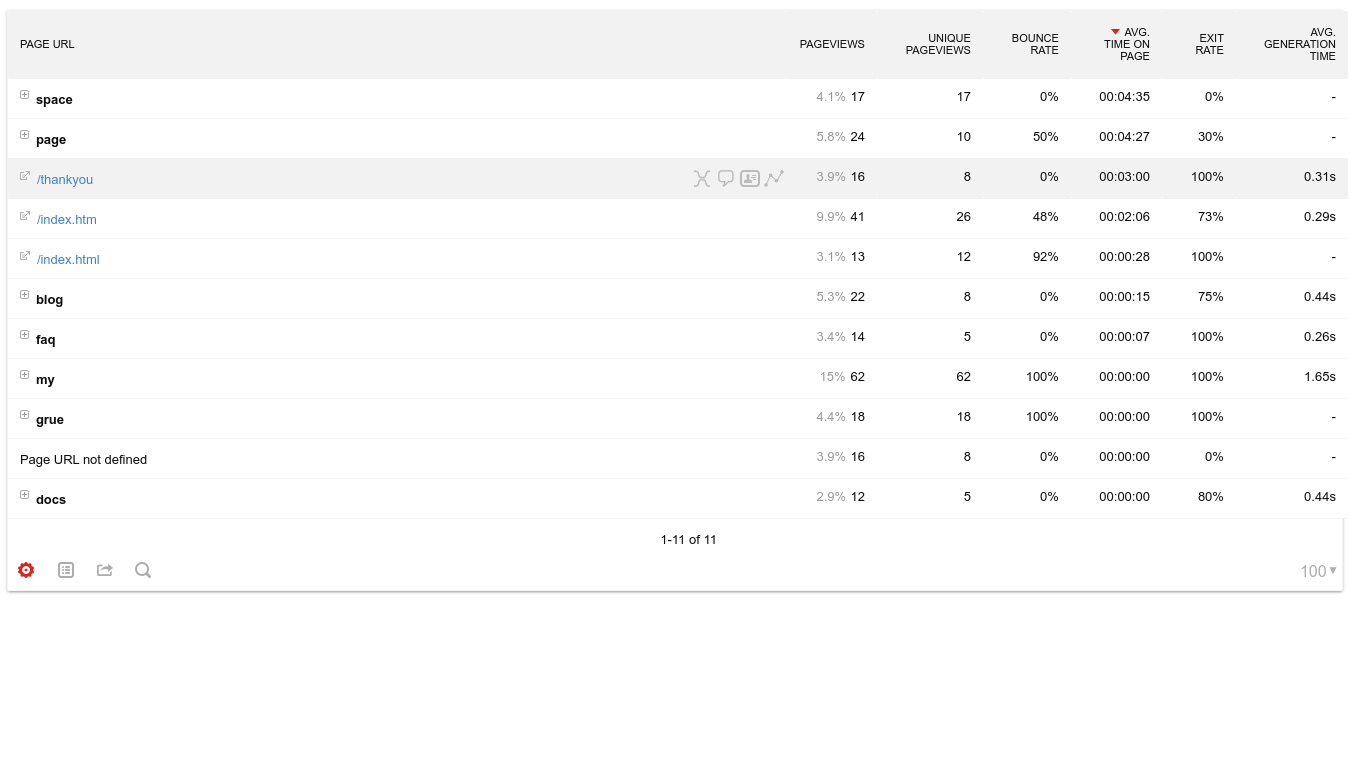 PAGE URL PAGEVIEWS UNIQUE PAGEVIEWS BOUNCE RATE AVG. TIME ON PAGE EXIT RATE AVG. GENERATION TIME
space 4.1% 17 17 0% 00:04:35 0% -
page 5.8% 24 10 50% 00:04:27 30% -
/thankyou 3.9% 16 8 0% 00:03:00 100% 0.31s
/index.htm 9.9% 41 26 48% 00:02:06 73% 0.29s
/index.html 3.1% 13 12 92% 00:00:28 100% -
blog 5.3% 22 8 0% 00:00:15 75% 0.44s
faq 3.4% 14 5 0% 00:00:07 100% 0.26s
my 15% 62 62 100% 00:00:00 100% 1.65s
grue 4.4% 18 18 100% 00:00:00 100% -
Page URL not defined 3.9% 16 8 0% 00:00:00 0% -
docs 2.9% 12 5 0% 00:00:00 80% 0.44s
1-11 of 11
100